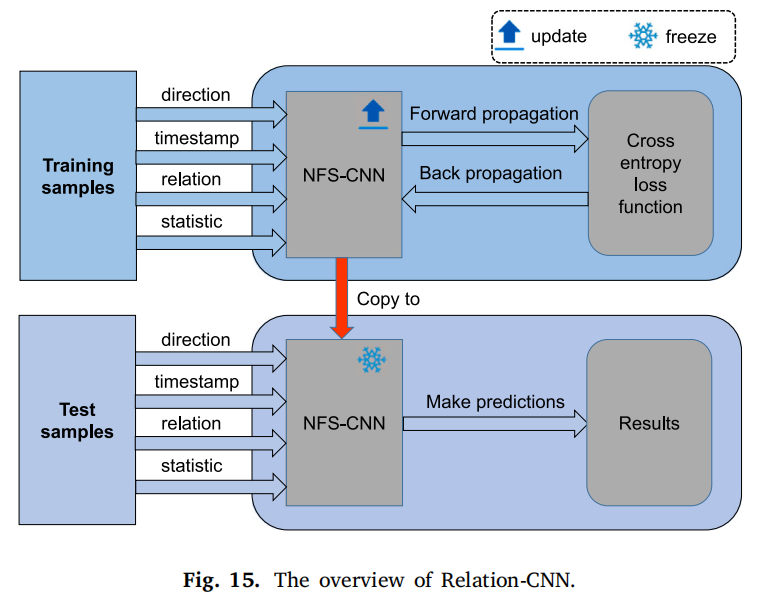 update
freeze
direction
timestamp
relation
statistic
Training
samples
NFS-CNN
Forward propagation
Back propagation
Cross
entropy
loss
function
Copy to
direction
timestamp
relation
statistic
Test
samples
NFS-CNN
Make predictions
Results
Fig. 15. The overview of Relation-CNN.